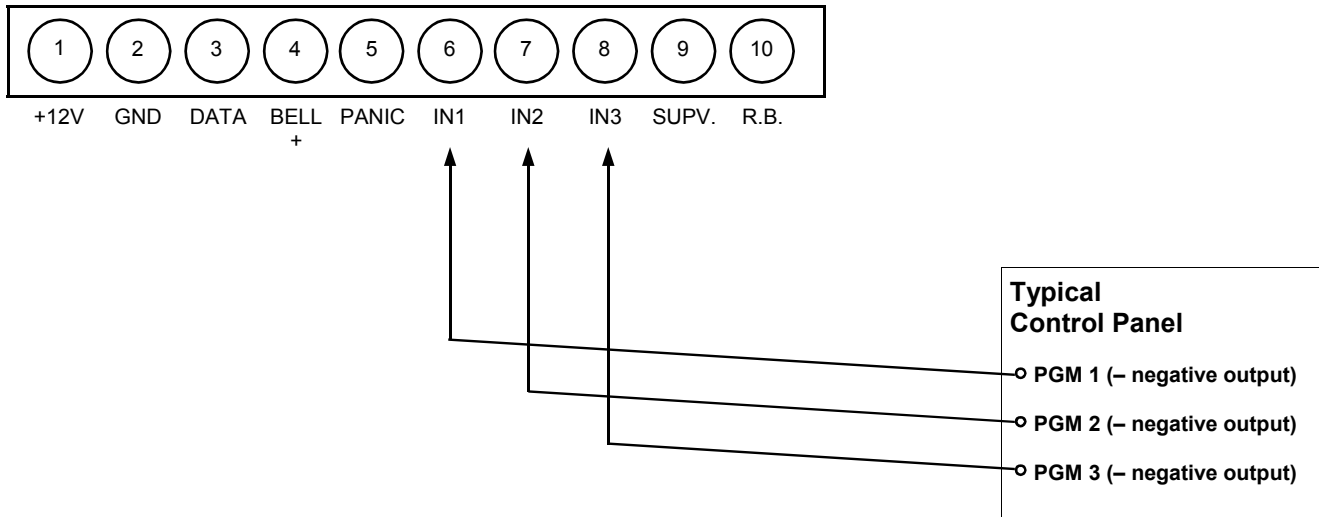 1 2 3 4 5 6 7 8 9 10
+12V GND DATA BELL + PANIC IN1 IN2 IN3 SUPV. R.B.
Typical
Control Panel
PGM 1 (– negative output)
PGM 2 (– negative output)
PGM 3 (– negative output)